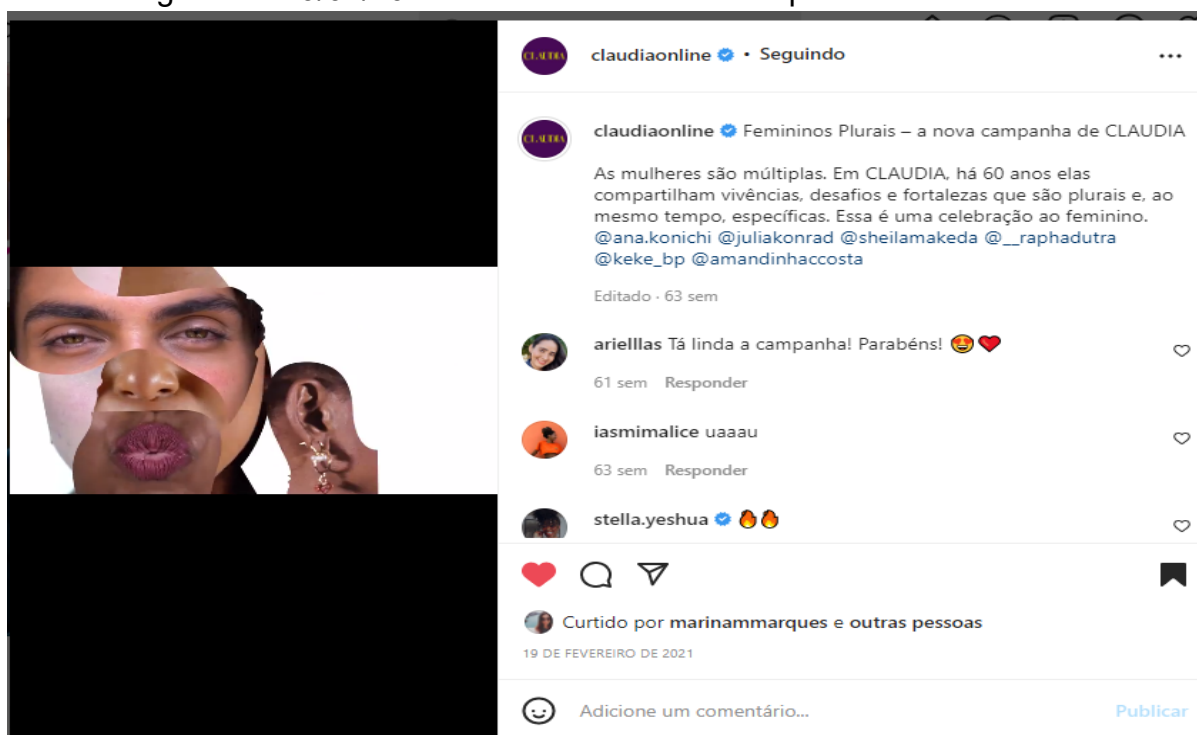 claudiaonline • Seguindo
claudiaonline Femininos Plurais – a nova campanha de CLAUDIA
As mulheres são múltiplas. Em CLAUDIA, há 60 anos elas
compartilham vivências, desafios e fortalezas que são plurais e, ao
mesmo tempo, específicas. Essa é uma celebração ao feminino.
@ana.konichi @juliakonrad @sheilamakeda @__raphadutra
@keke_bp @amandinhaccosta
Editado · 63 sem
arielllas Tá linda a campanha! Parabéns! 😍❤️
61 sem Responder
iasmimalice uaaau
63 sem Responder
stella.yeshua 🔥🔥
Curtido por marinammarques e outras pessoas
19 DE FEVEREIRO DE 2021
Adicione um comentário...
Publicar
CLAUDIA
CLAUDIA